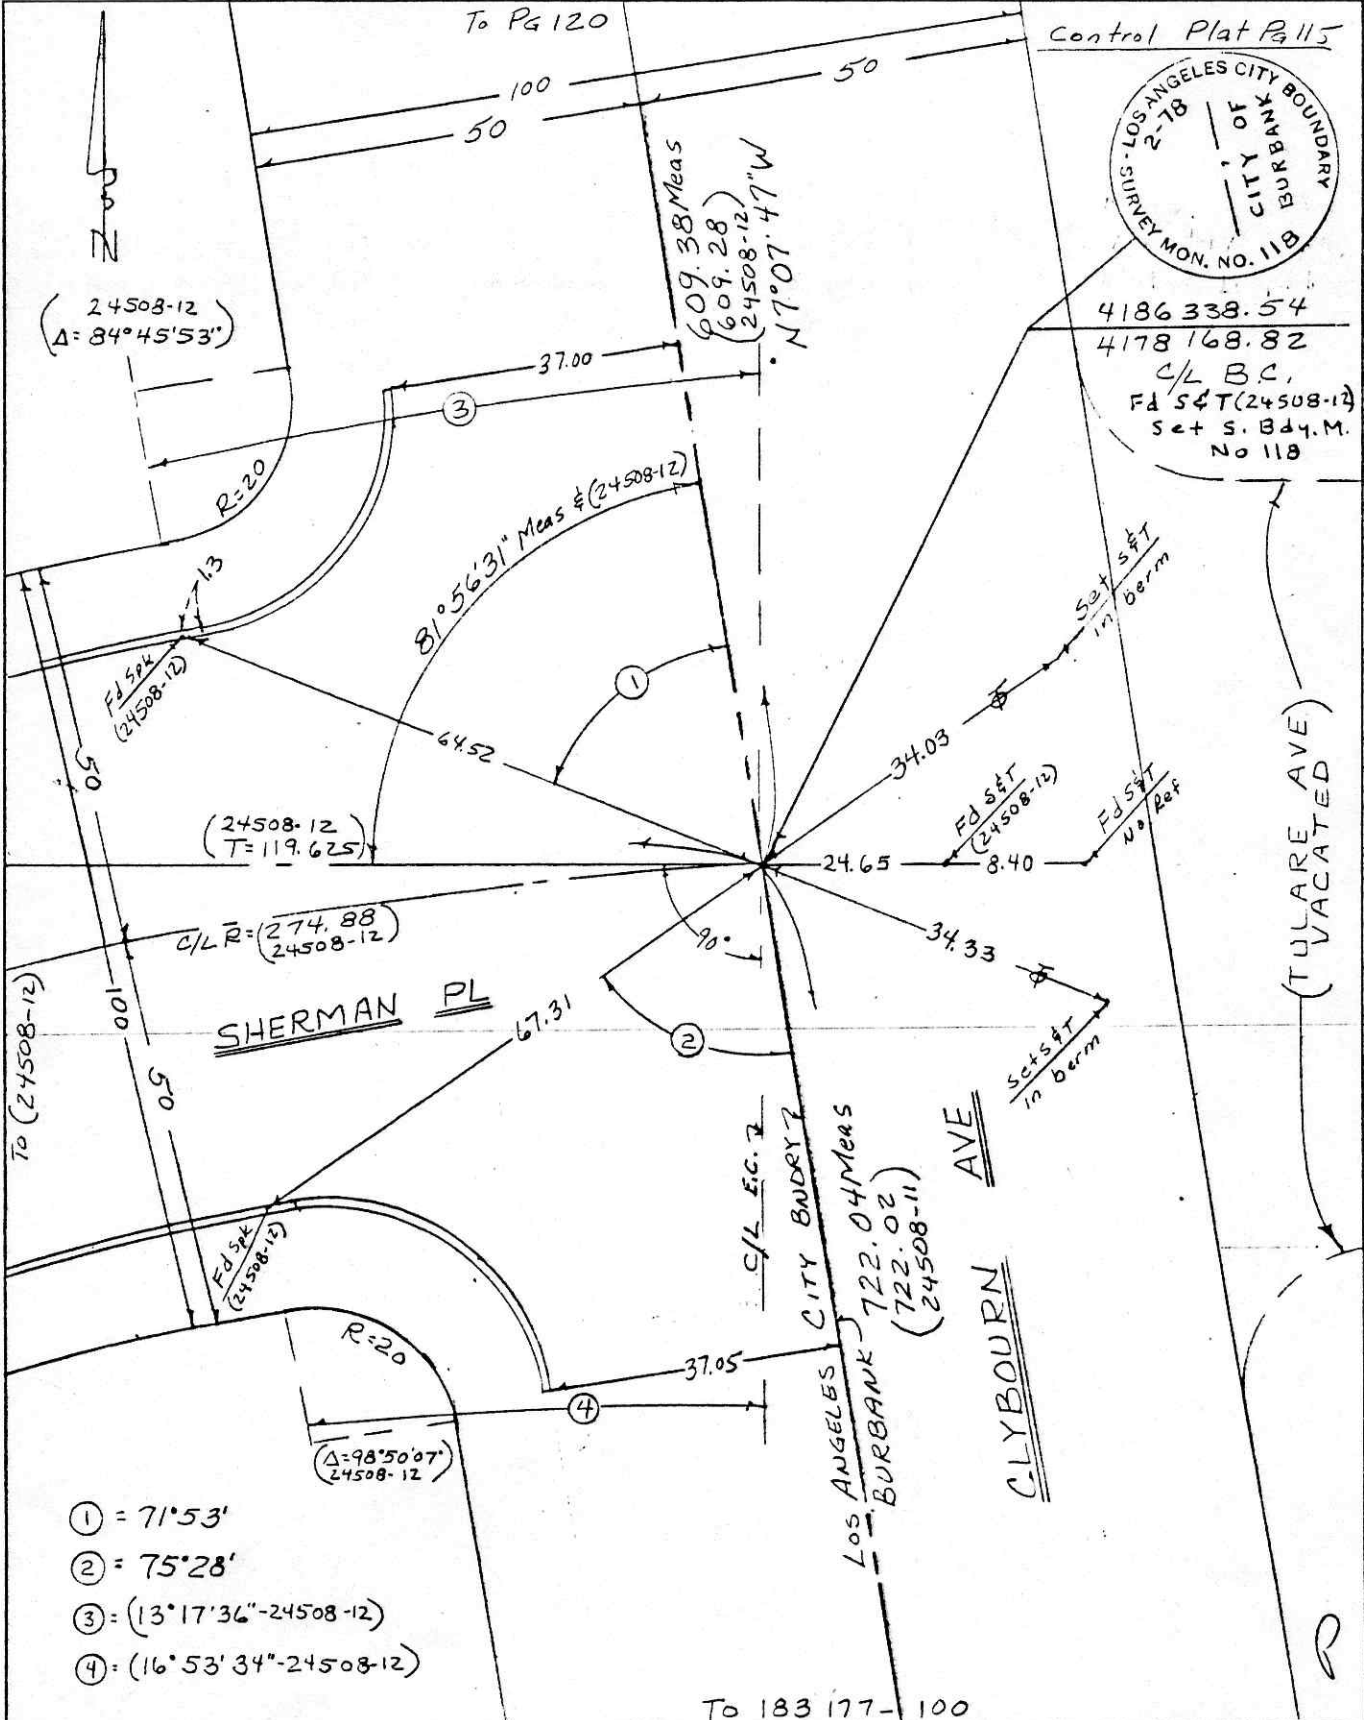 To PG 120
Control Plat PG 115
100
50
50
SURVEYS - LOS ANGELES CITY BOUNDARY
2-78
CITY OF
BURBANK
MON. NO. 118
609.38 Meas
(609.28)
(24508-12)
N7°07'47"W
N
(24508-12
Δ=84°45'53")
4186 338.54
4178 168.82
C/L B.C.
Fd S&T (24508-12)
Set S. Bdy. M.
No 118
37.00
3
R=20
1.3
81°56'31" Meas & (24508-12)
Set S&T
in berm
Fd Spk
(24508-12)
1
64.52
34.03
50
(24508-12
T=119.625)
Fd S&T
(24508-12)
Fd S&T
No Ref
24.65
8.40
(TULARE AVE)
VACATED
C/L R=(274.88
24508-12)
90°
34.33
To (24508-12)
100
SHERMAN PL
67.31
2
Set S&T
in berm
50
C/L E.C.
LOS ANGELES CITY BNDRY
BURBANK
722.04 Meas
(722.02)
(24508-11)
CLYBOURN AVE
Fd Spk
(24508-12)
R=20
37.05
4
(Δ=98°50'07"
24508-12)
1 = 71°53'
2 = 75°28'
3 = (13°17'36"-24508-12)
4 = (16°53'34"-24508-12)
To 183 177-100